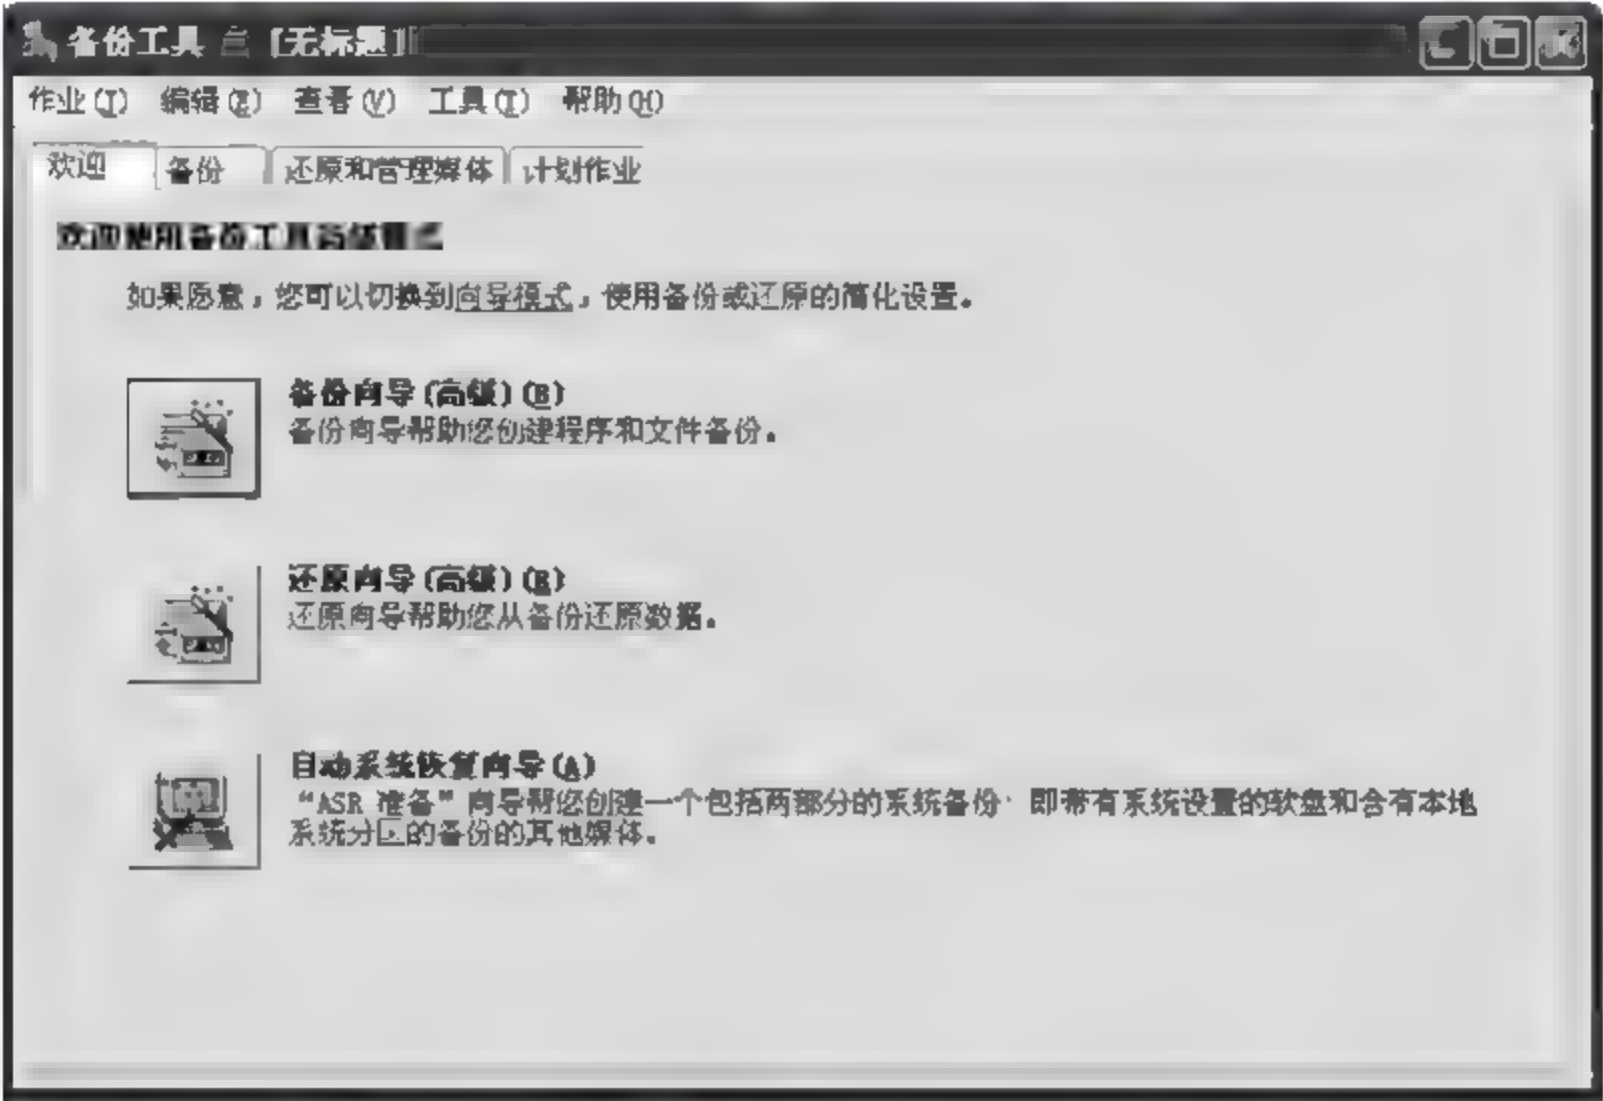 备份工具 - [无标题]
作业(J) 编辑(E) 查看(V) 工具(T) 帮助(H)
欢迎 备份 还原和管理媒体 计划作业
欢迎使用备份工具高级模式
如果愿意，您可以切换到向导模式，使用备份或还原的简化设置。
备份向导(高级)(B)
备份向导帮助您创建程序和文件备份。
还原向导(高级)(R)
还原向导帮助您从备份还原数据。
自动系统恢复向导(A)
“ASR 准备”向导帮您创建一个包括两部分的系统备份: 即带有系统设置的软盘和含有本地
系统分区的备份的其他媒体。